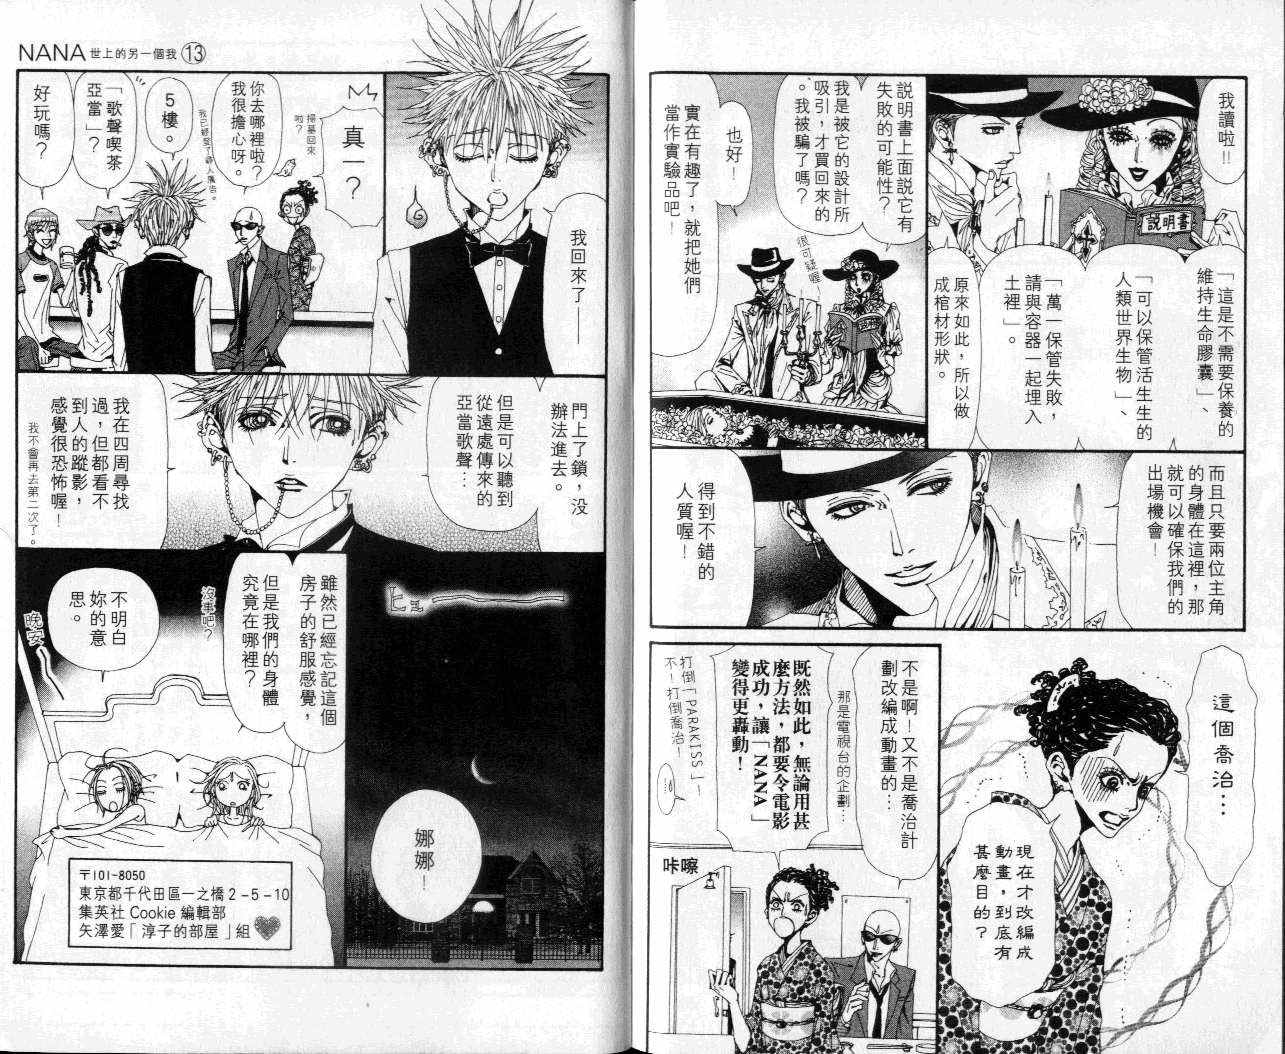 我讀啦!!
說明書
「這是不需要保養的
維持生命膠囊」、
「可以保管活生生的
人類世界生物」、
「萬一保管失敗,
請與容器一起埋入
土裡」。
原來如此,所以做
成棺材形狀。
說明書上面說它有
失敗的可能性?
我是被它的設計所
吸引,才買回來的
。我被騙了嗎?
很可疑喔
也好!
實在有趣了,就把她們
當作實驗品吧!
而且只要兩位主角
的身體在這裡,那
就可以確保我們的
出場機會!
得到不錯的
人質喔!
這個喬治…
現在才改編成
動畫,到底有
甚麼目的?
不是啊!又不是喬治計
劃改編成動畫的…
那是電視台的企劃…
既然如此,無論用甚
麼方法,都要令電影
成功,讓「NANA」
變得更轟動!
打倒「PARAKISS」!
不!打倒喬治!
咔嚓
NANA 世上的另一個我 13
我回來了——
真一?
掃墓回來
啦?
你去哪裡啦?
我很擔心呀。
我已經登了尋人廣告。
5樓。
「歌聲喫茶
亞當」?
好玩嗎?
門上了鎖,没
辦法進去。
但是可以聽到
從遠處傳來的
亞當歌聲…
我在四周尋找
過,但都看不
到人的蹤影,
感覺很恐怖喔!
我不會再去第二次了。
ヒュ
娜娜!
雖然已經忘記這個
房子的舒服感覺,
但是我們的身體
究竟在哪裡?
沒事吧?
不明白
妳的意
思。
晚安
〒101-8050
東京都千代田區一之橋2-5-10
集英社 Cookie 編輯部
矢澤愛「淳子的部屋」組